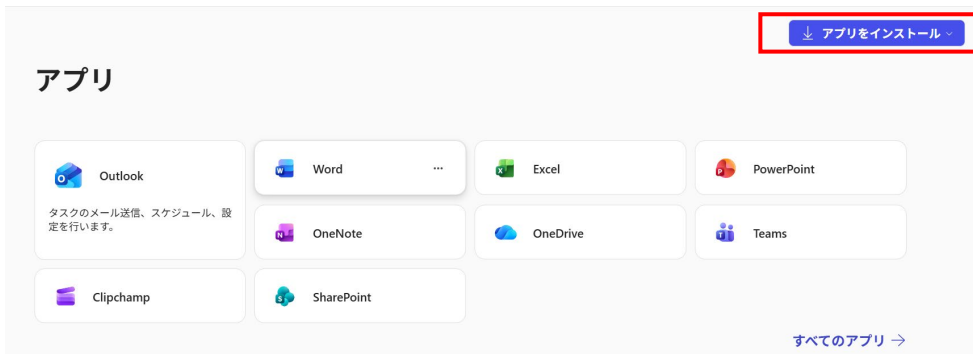 アプリをインストール
アプリ
Outlook
タスクのメール送信、スケジュール、設
定を行います。
Word
Excel
PowerPoint
OneNote
OneDrive
Teams
Clipchamp
SharePoint
すべてのアプリ →